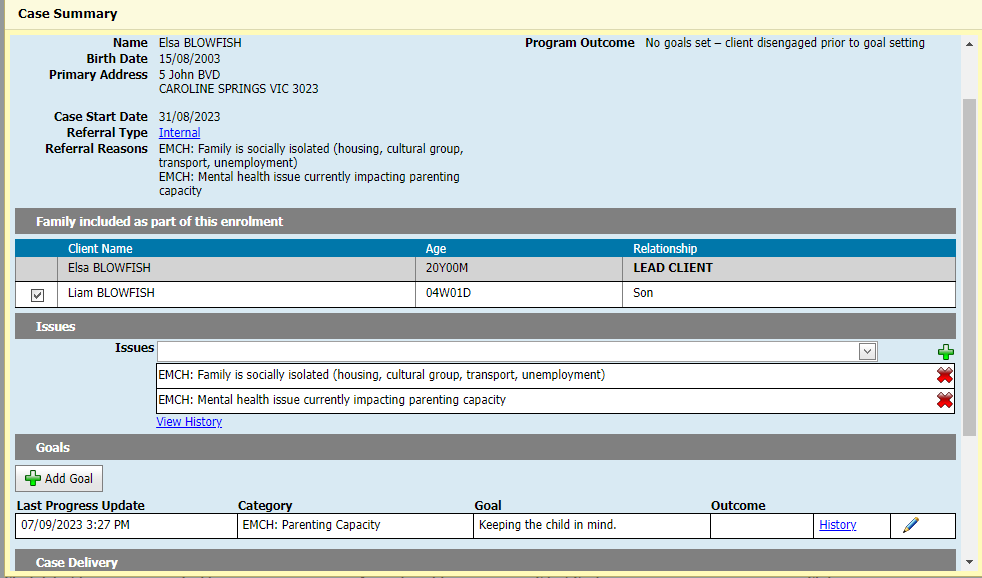 Case Summary
Name Elsa BLOWFISH Program Outcome No goals set – client disengaged prior to goal setting
Birth Date 15/08/2003
Primary Address 5 John BVD
CAROLINE SPRINGS VIC 3023
Case Start Date 31/08/2023
Referral Type Internal
Referral Reasons EMCH: Family is socially isolated (housing, cultural group,
transport, unemployment)
EMCH: Mental health issue currently impacting parenting
capacity
Family included as part of this enrolment
Client Name Age Relationship
Elsa BLOWFISH 20Y00M LEAD CLIENT
Liam BLOWFISH 04W01D Son
Issues
Issues
EMCH: Family is socially isolated (housing, cultural group, transport, unemployment)
EMCH: Mental health issue currently impacting parenting capacity
View History
Goals
Add Goal
Last Progress Update Category Goal Outcome
07/09/2023 3:27 PM EMCH: Parenting Capacity Keeping the child in mind. History
Case Delivery